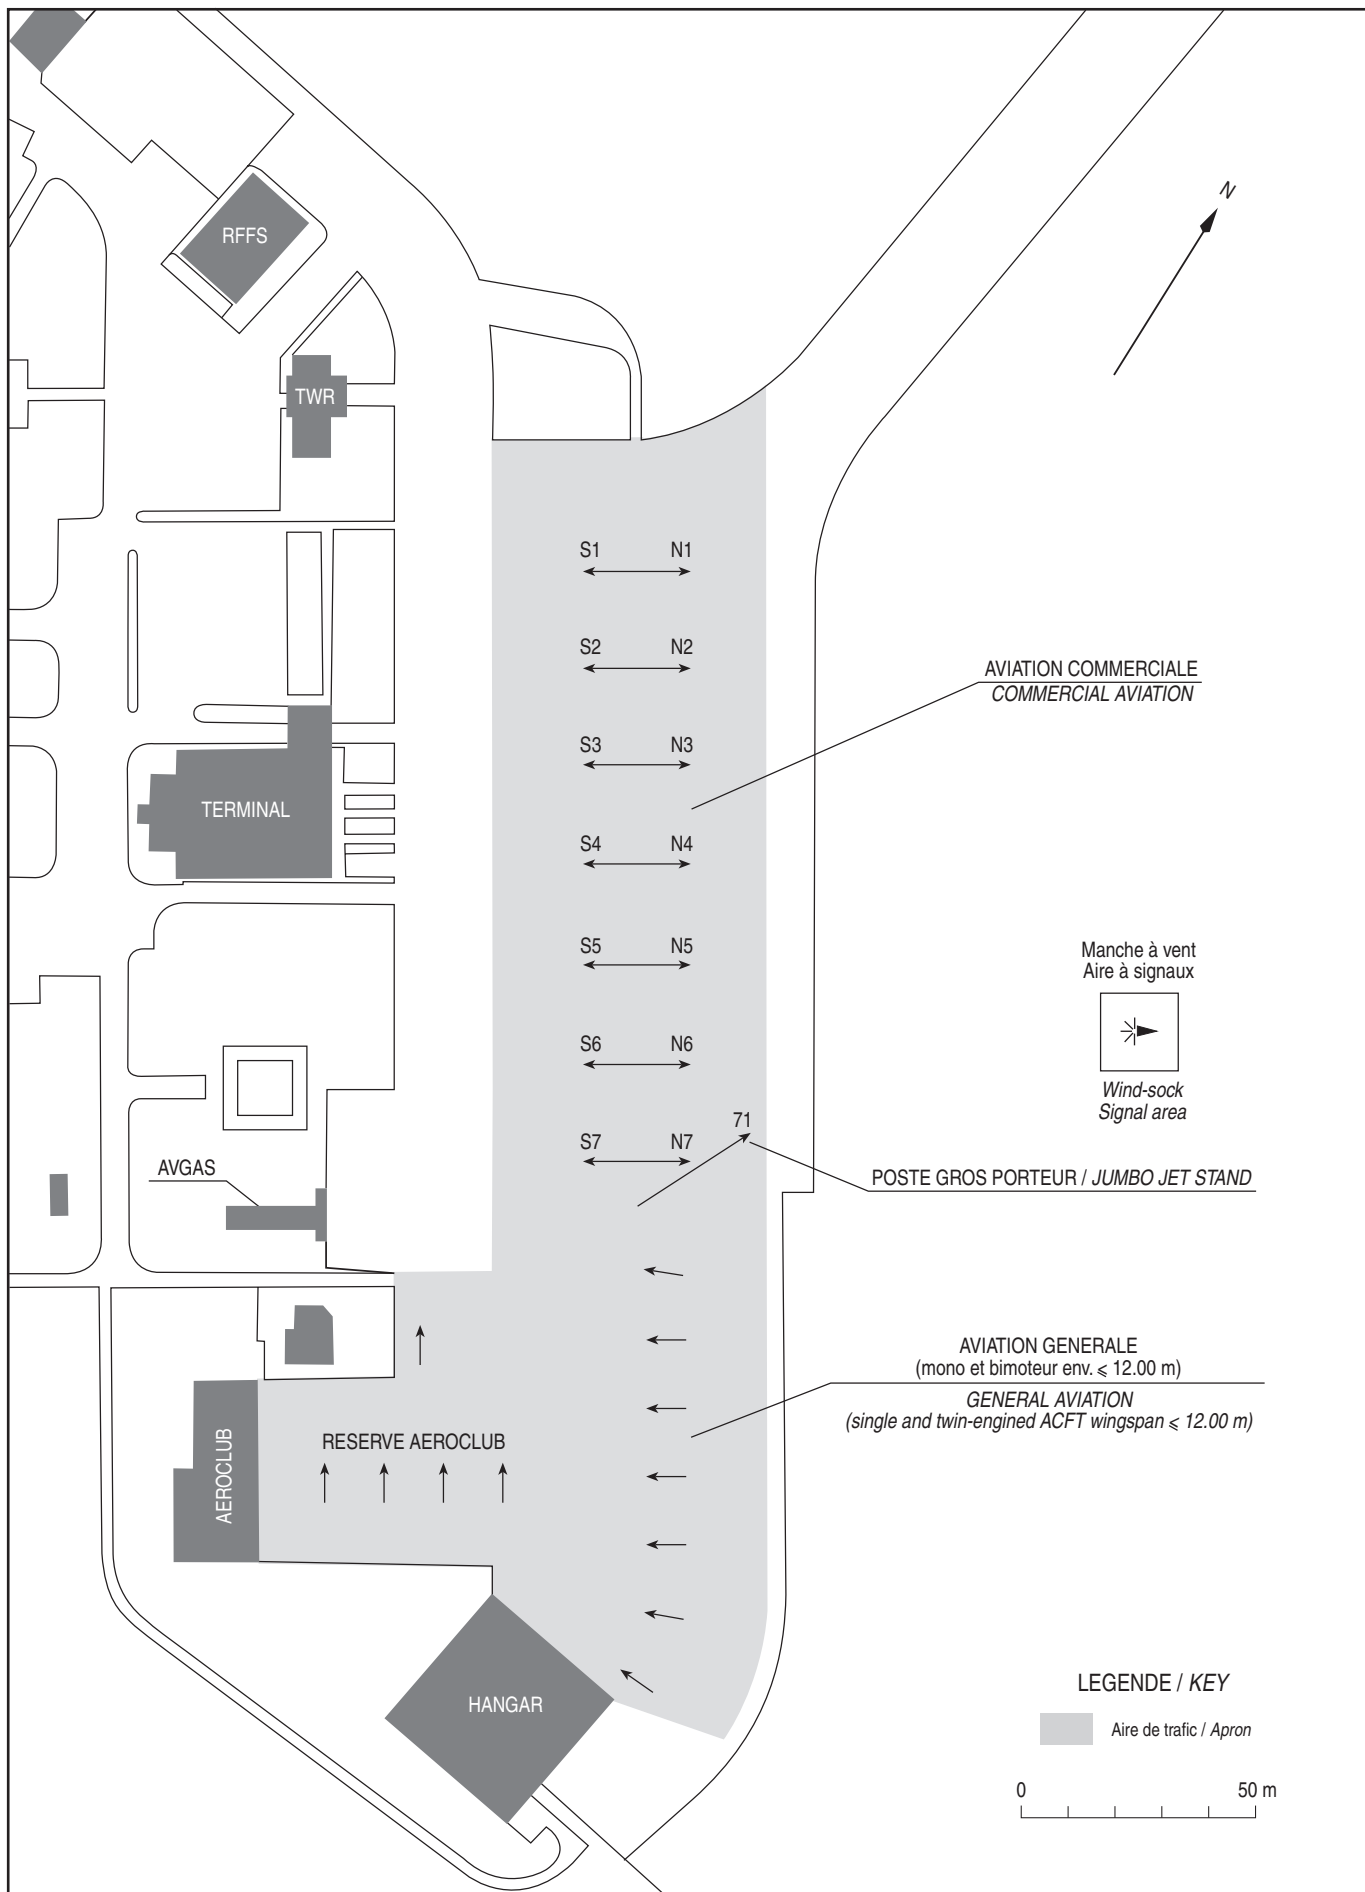 N
RFFS
TWR
S1 N1
S2 N2
AVIATION COMMERCIALE
COMMERCIAL AVIATION
S3 N3
TERMINAL
S4 N4
S5 N5
Manche à vent
Aire à signaux
Wind-sock
Signal area
S6 N6
71
S7 N7
AVGAS
POSTE GROS PORTEUR / JUMBO JET STAND
AVIATION GENERALE
(mono et bimoteur env. ⩽ 12.00 m)
GENERAL AVIATION
(single and twin-engined ACFT wingspan ⩽ 12.00 m)
RESERVE AEROCLUB
AEROCLUB
HANGAR
LEGENDE / KEY
Aire de trafic / Apron
0 50 m